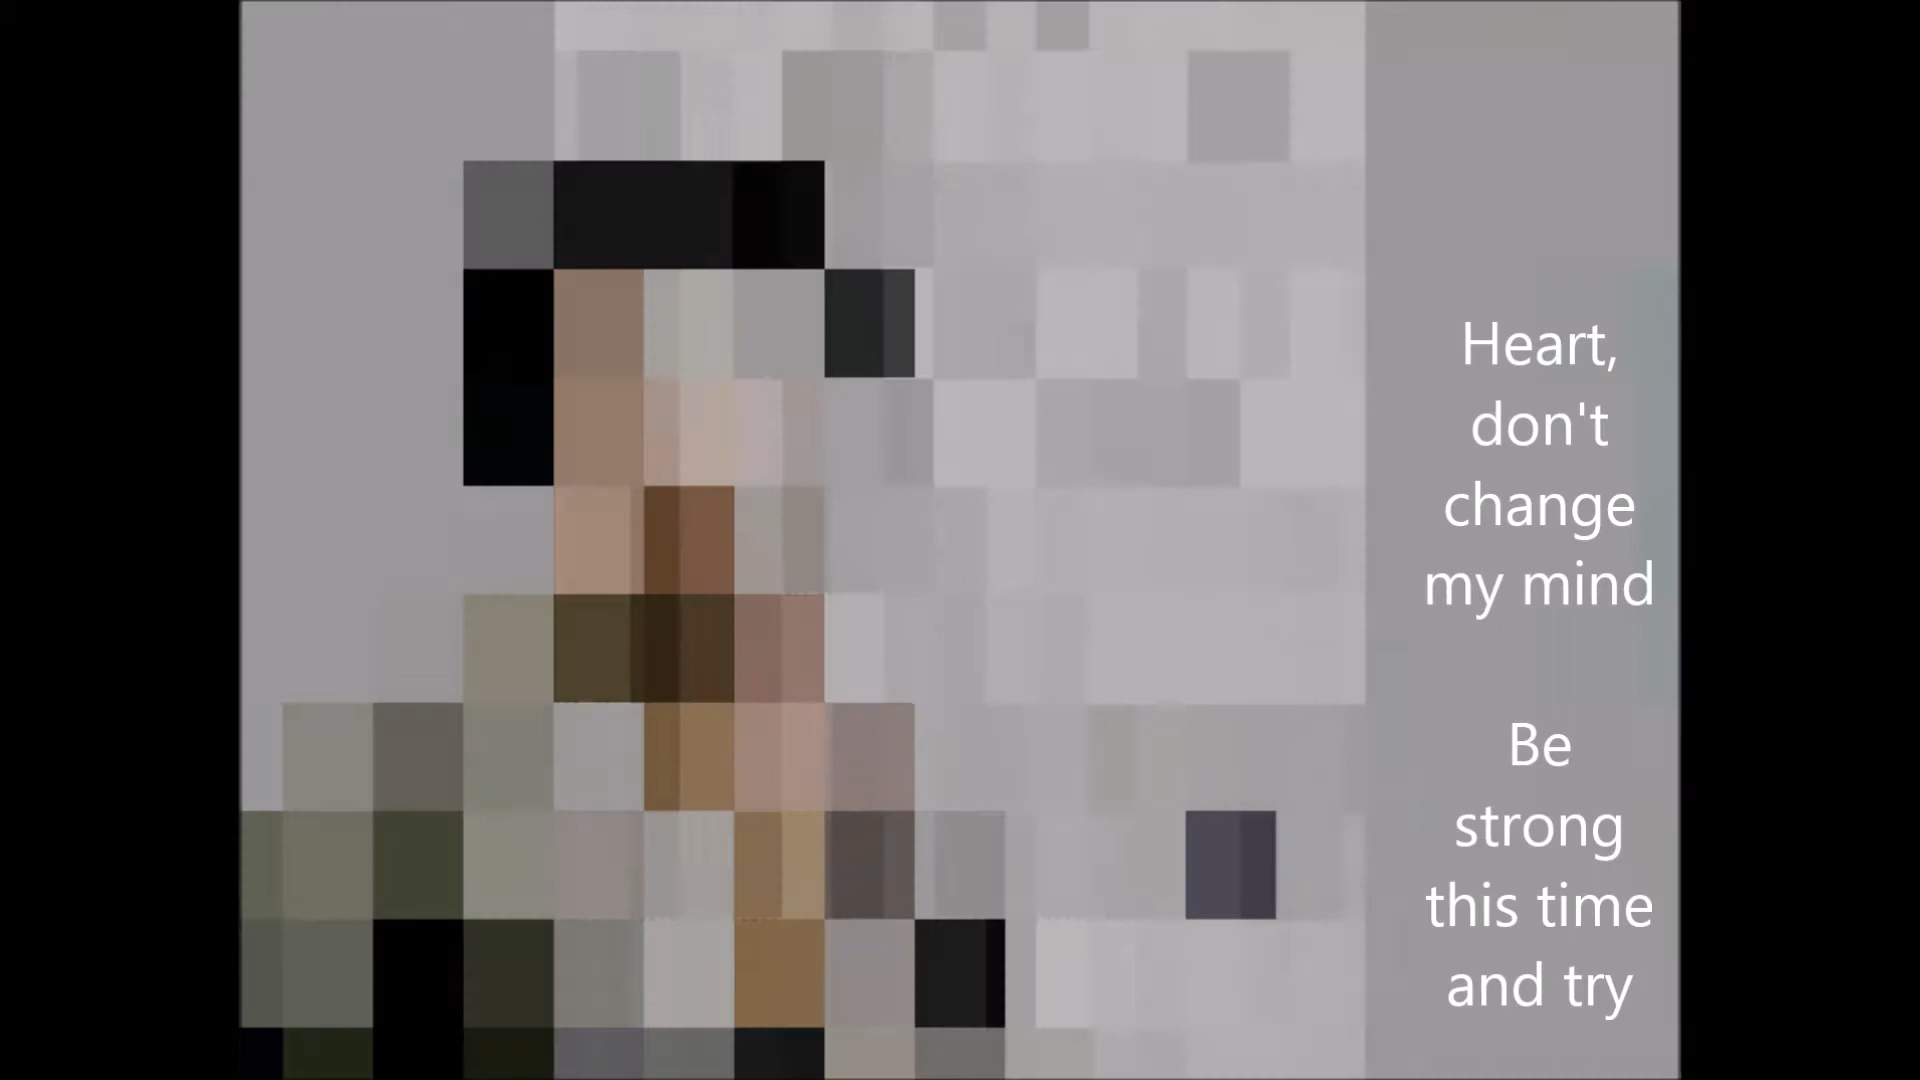 Heart,
don't
change
my mind
Be
strong
this time
and try